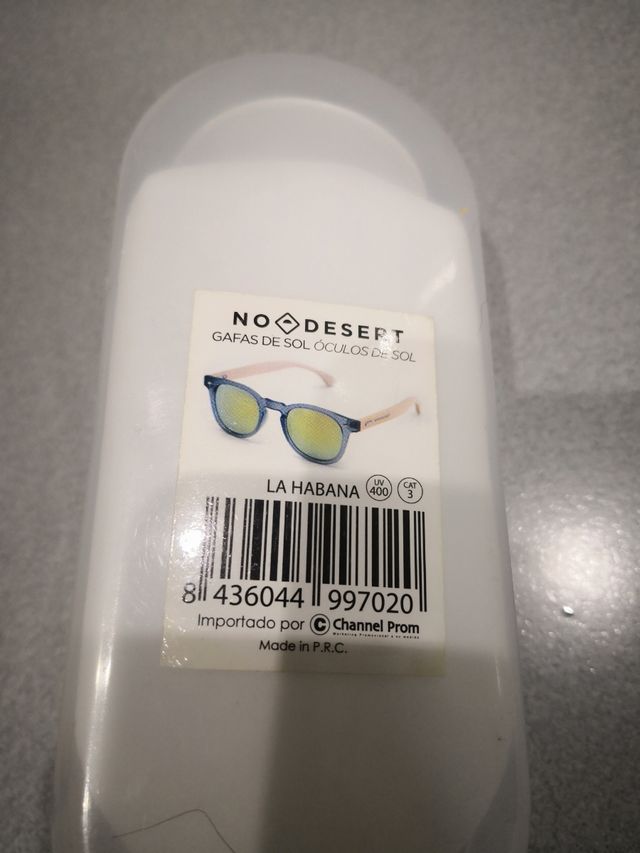 NO DESERT
GAFAS DE SOL ÓCULOS DE SOL
LA HABANA UV 400 CAT 3
8 436044 997020
Importado por C Channel Prom
Made in P.R.C.